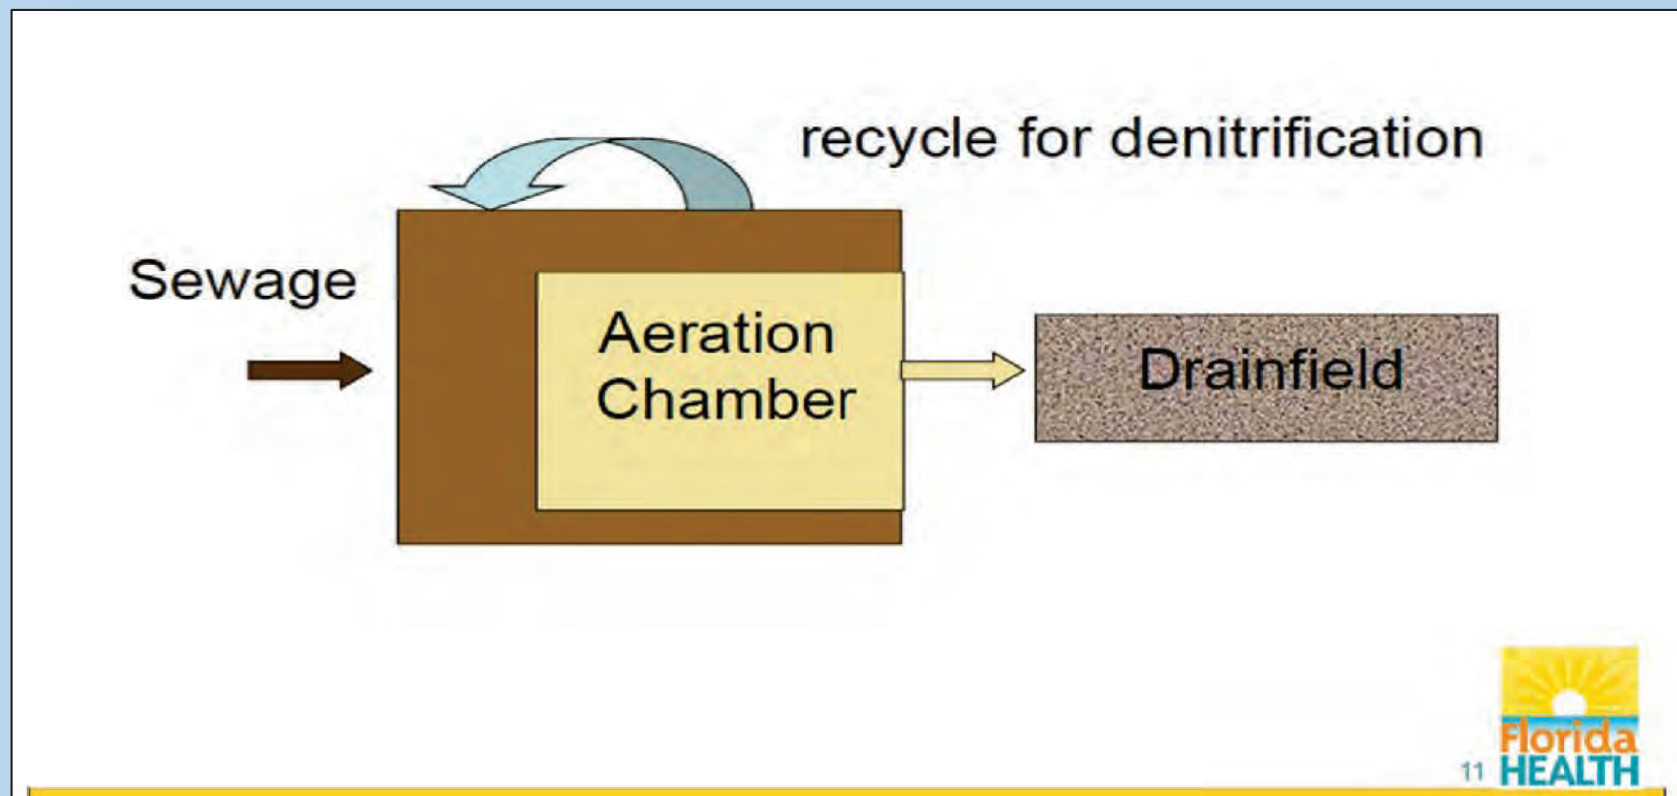 recycle for denitrification
Sewage
Aeration
Chamber
Drainfield
Florida
11 HEALTH